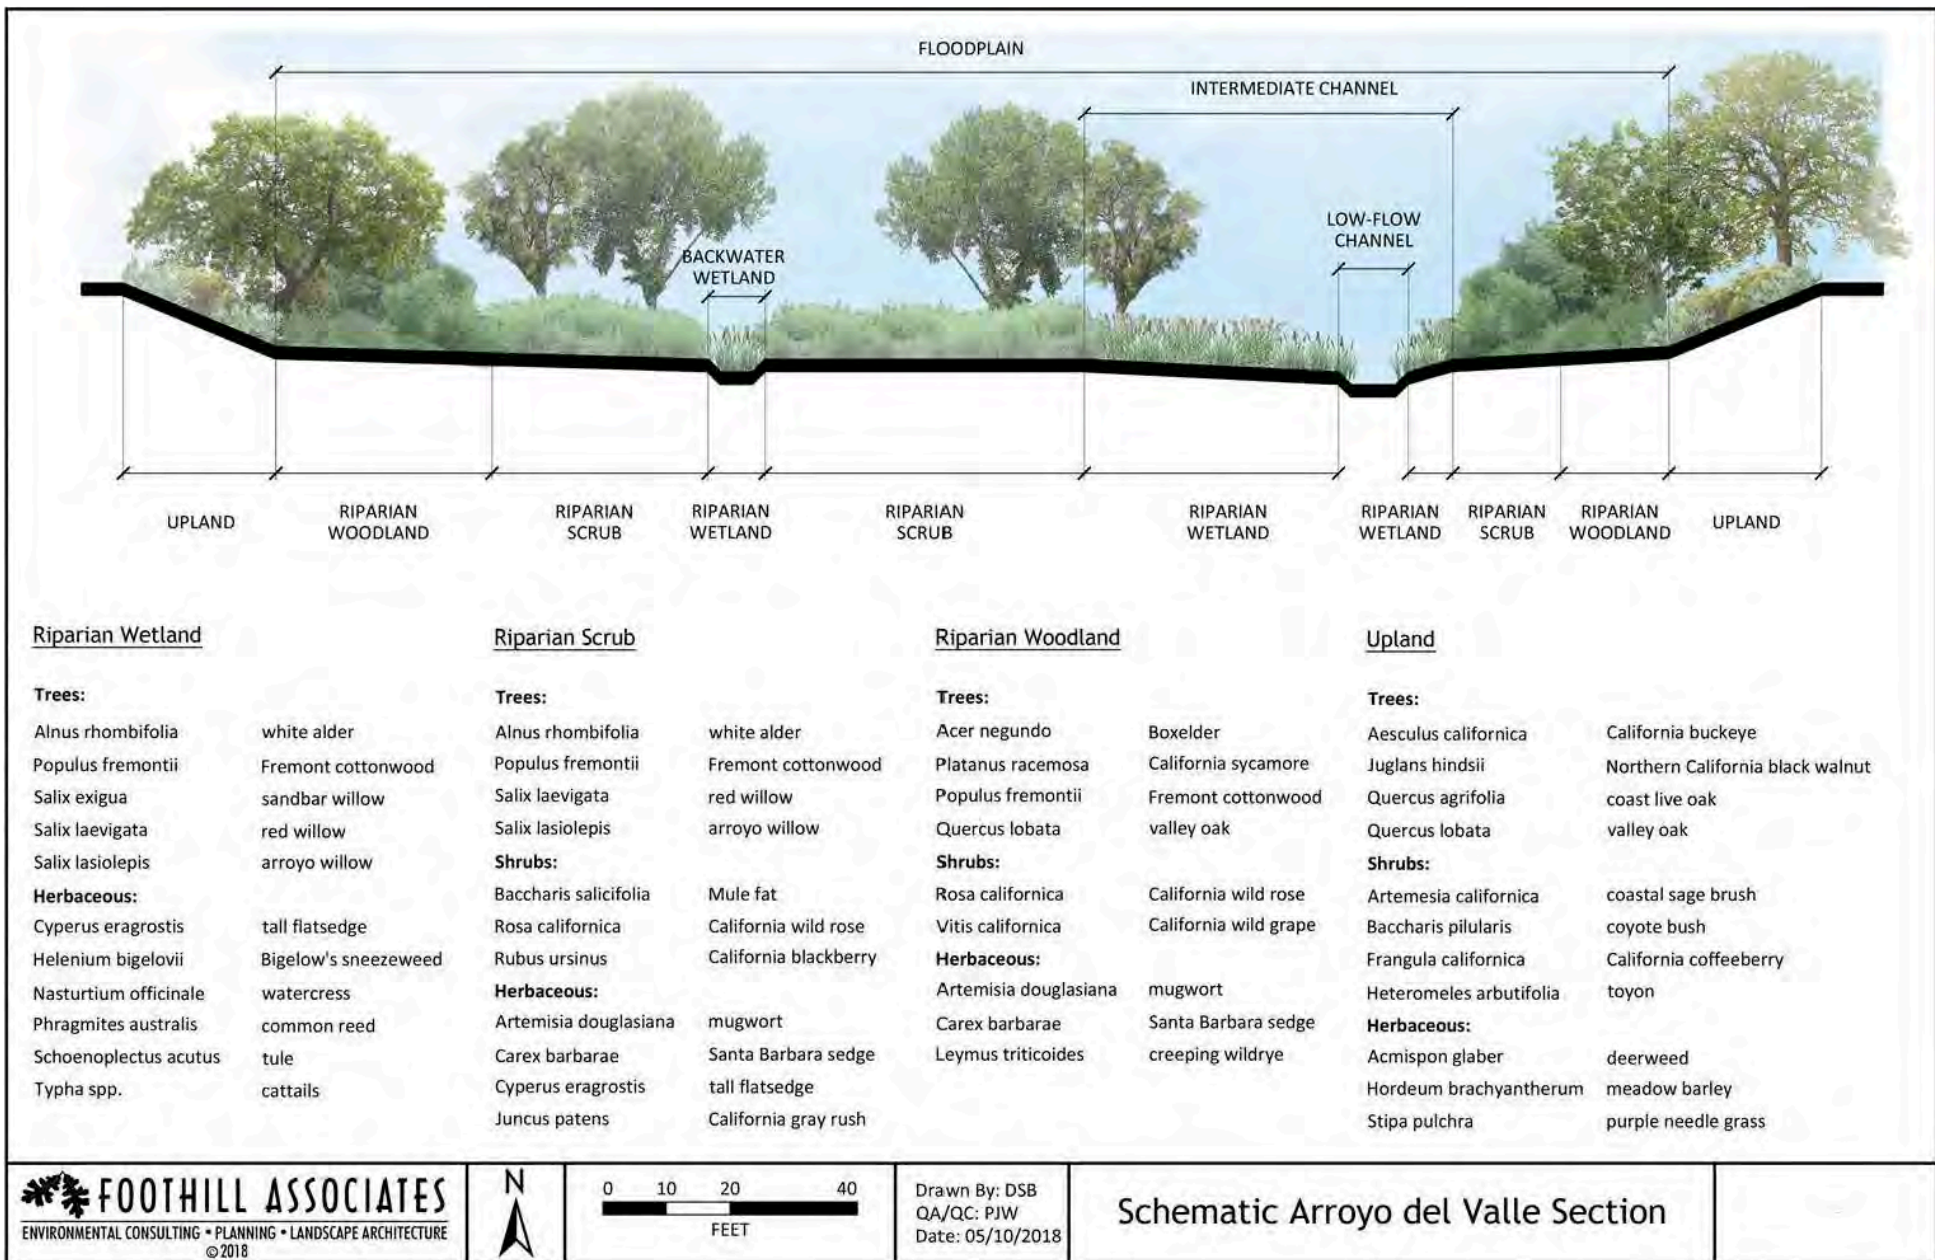 FLOODPLAIN
INTERMEDIATE CHANNEL
LOW-FLOW
CHANNEL
BACKWATER
WETLAND
UPLAND
RIPARIAN
WOODLAND
RIPARIAN
SCRUB
RIPARIAN
WETLAND
RIPARIAN
SCRUB
RIPARIAN
WETLAND
RIPARIAN
WETLAND
RIPARIAN
SCRUB
RIPARIAN
WOODLAND
UPLAND
Riparian Wetland
Trees:
Alnus rhombifolia white alder
Populus fremontii Fremont cottonwood
Salix exigua sandbar willow
Salix laevigata red willow
Salix lasiolepis arroyo willow
Herbaceous:
Cyperus eragrostis tall flatsedge
Helenium bigelovii Bigelow's sneezeweed
Nasturtium officinale watercress
Phragmites australis common reed
Schoenoplectus acutus tule
Typha spp. cattails
Riparian Scrub
Trees:
Alnus rhombifolia white alder
Populus fremontii Fremont cottonwood
Salix laevigata red willow
Salix lasiolepis arroyo willow
Shrubs:
Baccharis salicifolia Mule fat
Rosa californica California wild rose
Rubus ursinus California blackberry
Herbaceous:
Artemisia douglasiana mugwort
Carex barbarae Santa Barbara sedge
Cyperus eragrostis tall flatsedge
Juncus patens California gray rush
Riparian Woodland
Trees:
Acer negundo Boxelder
Platanus racemosa California sycamore
Populus fremontii Fremont cottonwood
Quercus lobata valley oak
Shrubs:
Rosa californica California wild rose
Vitis californica California wild grape
Herbaceous:
Artemisia douglasiana mugwort
Carex barbarae Santa Barbara sedge
Leymus triticoides creeping wildrye
Upland
Trees:
Aesculus californica California buckeye
Juglans hindsii Northern California black walnut
Quercus agrifolia coast live oak
Quercus lobata valley oak
Shrubs:
Artemesia californica coastal sage brush
Baccharis pilularis coyote bush
Frangula californica California coffeeberry
Heteromeles arbutifolia toyon
Herbaceous:
Acmispon glaber deerweed
Hordeum brachyantherum meadow barley
Stipa pulchra purple needle grass
FOOTHILL ASSOCIATES
ENVIRONMENTAL CONSULTING • PLANNING • LANDSCAPE ARCHITECTURE
© 2018
N
0 10 20 40
FEET
Drawn By: DSB
QA/QC: PJW
Date: 05/10/2018
Schematic Arroyo del Valle Section